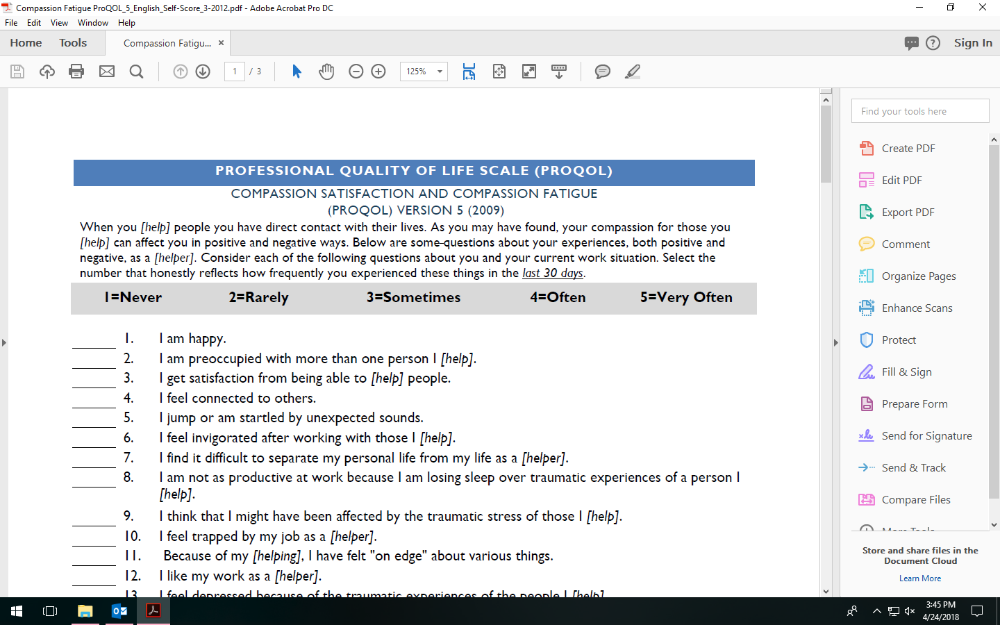 Compassion Fatigue ProQOL_5_English_Self-Score_3-2012.pdf - Adobe Acrobat Pro DC
File Edit View Window Help
Home Tools Compassion Fatigu... × Sign In
1 / 3 125%
Find your tools here
Create PDF
Edit PDF
Export PDF
Comment
Organize Pages
Enhance Scans
Protect
Fill & Sign
Prepare Form
Send for Signature
Send & Track
Compare Files
More Tools
Store and share files in the
Document Cloud
Learn More
PROFESSIONAL QUALITY OF LIFE SCALE (PROQOL)
COMPASSION SATISFACTION AND COMPASSION FATIGUE
(PROQOL) VERSION 5 (2009)
When you [help] people you have direct contact with their lives. As you may have found, your compassion for those you
[help] can affect you in positive and negative ways. Below are some-questions about your experiences, both positive and
negative, as a [helper]. Consider each of the following questions about you and your current work situation. Select the
number that honestly reflects how frequently you experienced these things in the last 30 days.
1=Never 2=Rarely 3=Sometimes 4=Often 5=Very Often
1. I am happy.
2. I am preoccupied with more than one person I [help].
3. I get satisfaction from being able to [help] people.
4. I feel connected to others.
5. I jump or am startled by unexpected sounds.
6. I feel invigorated after working with those I [help].
7. I find it difficult to separate my personal life from my life as a [helper].
8. I am not as productive at work because I am losing sleep over traumatic experiences of a person I
[help].
9. I think that I might have been affected by the traumatic stress of those I [help].
10. I feel trapped by my job as a [helper].
11. Because of my [helping], I have felt "on edge" about various things.
12. I like my work as a [helper].
13. I feel depressed because of the traumatic experiences of the people I [help].
3:45 PM
4/24/2018